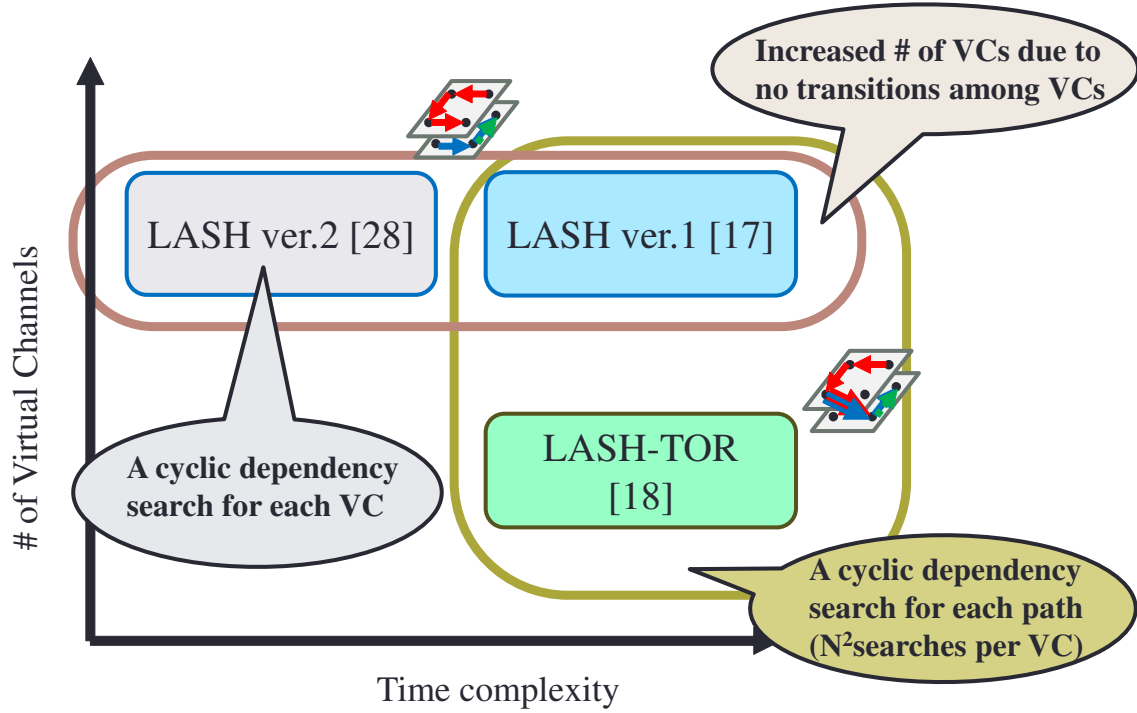 Increased # of VCs due to
no transitions among VCs
LASH ver.2 [28]
LASH ver.1 [17]
# of Virtual Channels
A cyclic dependency
search for each VC
LASH-TOR
[18]
A cyclic dependency
search for each path
(N²searches per VC)
Time complexity